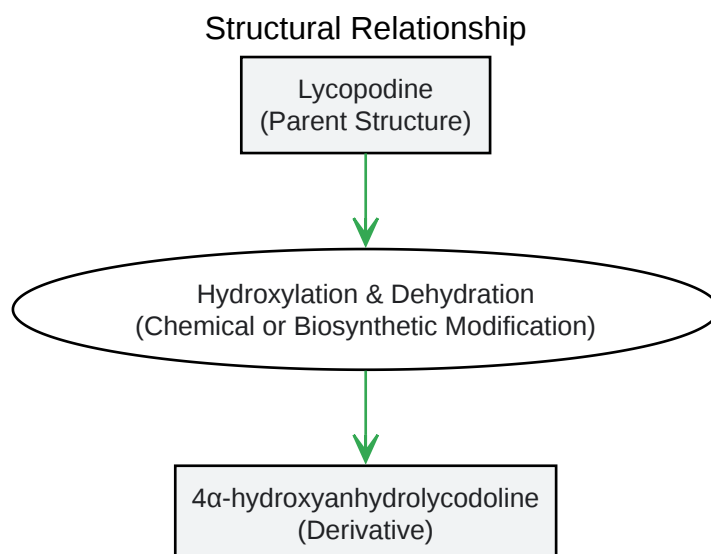 Structural Relationship
Lycopodine
(Parent Structure)
Hydroxylation & Dehydration
(Chemical or Biosynthetic Modification)
4α-hydroxyanhydrolycodoline
(Derivative)